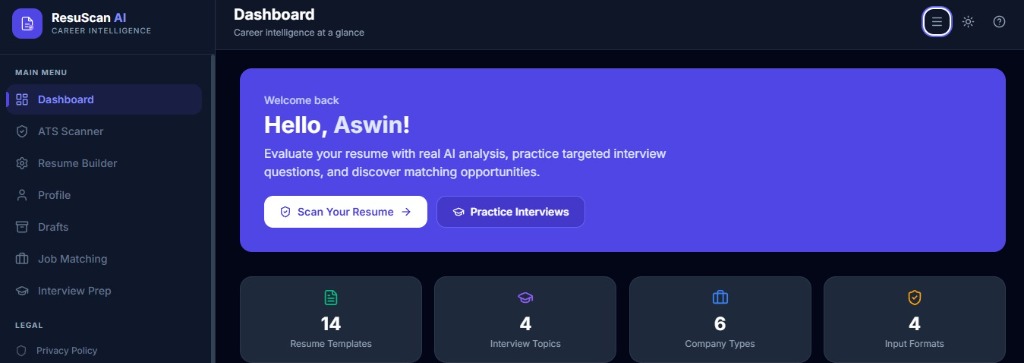 ResuScan AI
CAREER INTELLIGENCE
MAIN MENU
Dashboard
ATS Scanner
Resume Builder
Profile
Drafts
Job Matching
Interview Prep
LEGAL
Privacy Policy
Dashboard
Career intelligence at a glance
Welcome back
Hello, Aswin!
Evaluate your resume with real AI analysis, practice targeted interview
questions, and discover matching opportunities.
Scan Your Resume →
Practice Interviews
14
Resume Templates
4
Interview Topics
6
Company Types
4
Input Formats